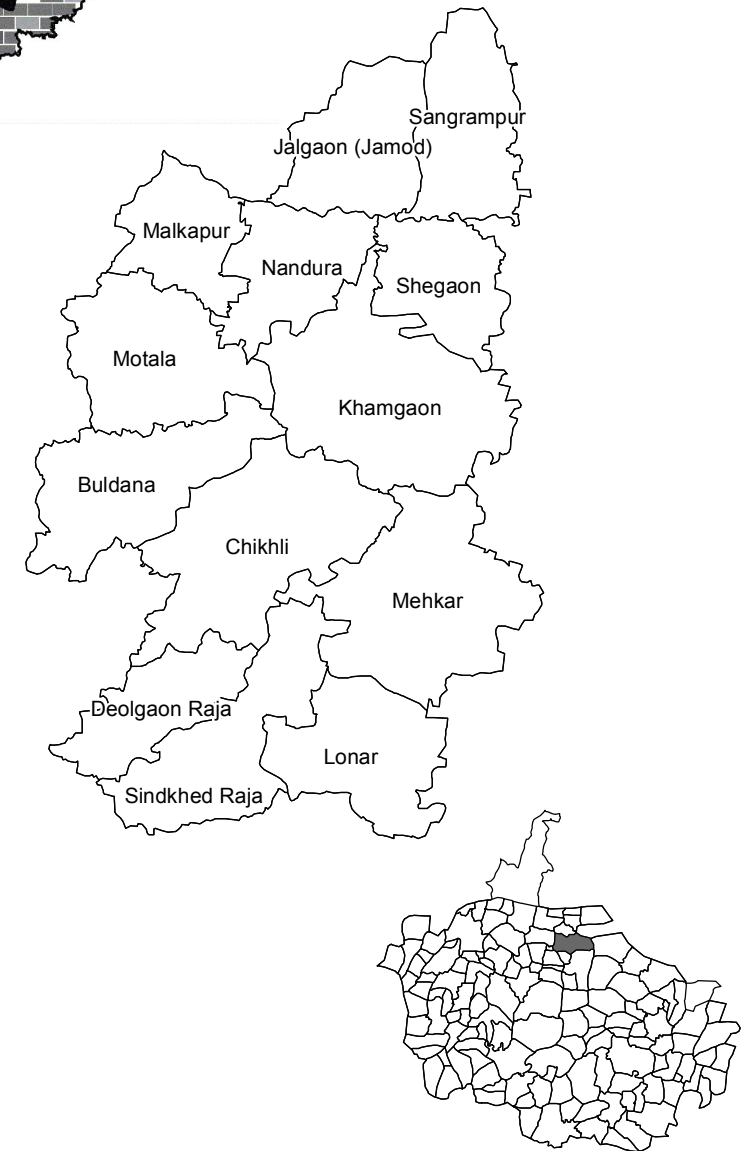 Sangrampur
Jalgaon (Jamod)
Malkapur
Nandura
Shegaon
Motala
Khamgaon
Buldana
Chikhli
Mehkar
Deolgaon Raja
Lonar
Sindkhed Raja